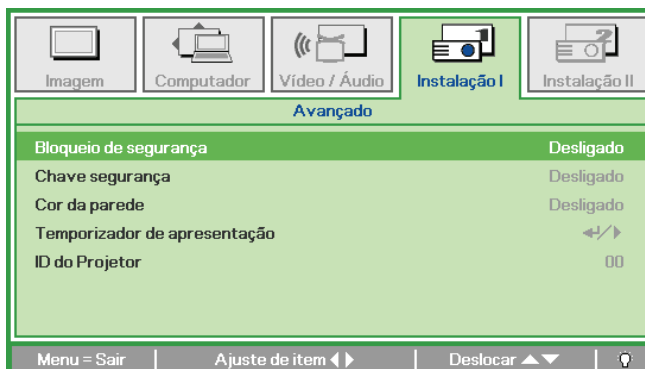 Imagem Computador Vídeo / Áudio Instalação I Instalação II
Avançado
Bloqueio de segurança Desligado
Chave segurança Desligado
Cor da parede Desligado
Temporizador de apresentação
ID do Projetor 00
Menu = Sair Ajuste de item Deslocar